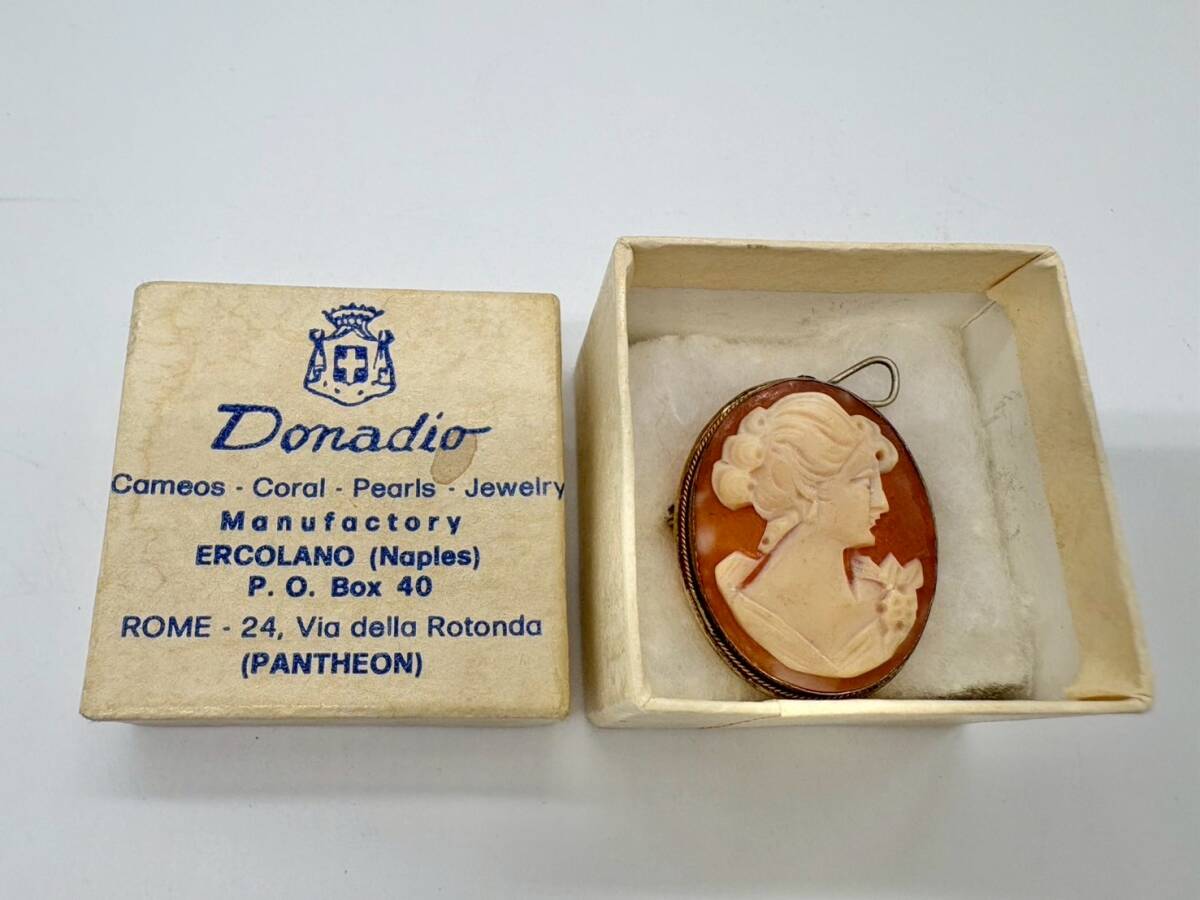 Donadio
Cameos - Coral - Pearls - Jewelry
Manufactory
ERCOLANO (Naples)
P. O. Box 40
ROME - 24, Via della Rotonda
(PANTHEON)